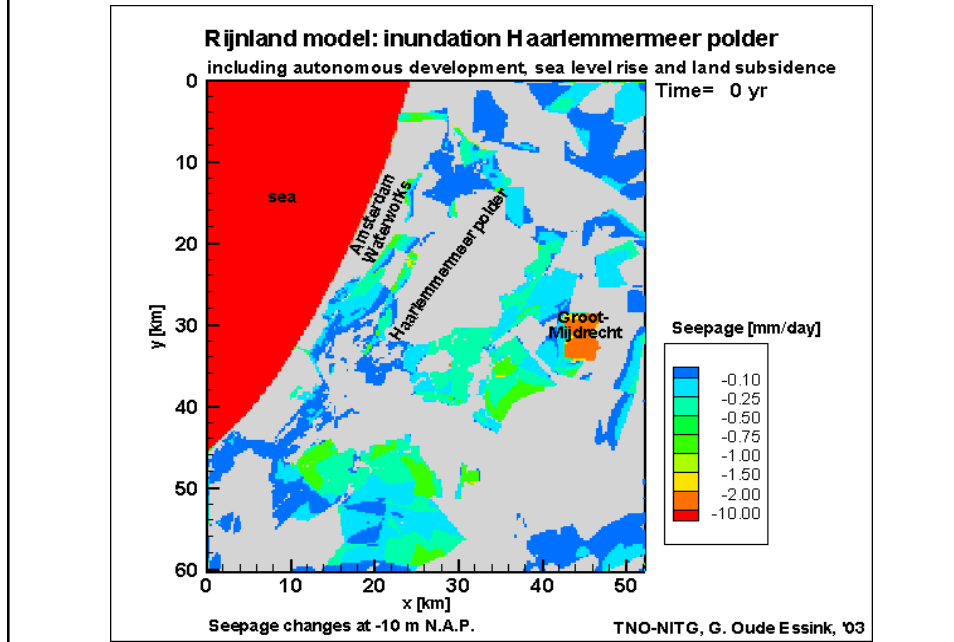 Rijnland model: inundation Haarlemmermeer polder
including autonomous development, sea level rise and land subsidence
Time= 0 yr
0
10
20
30
40
50
60
y [km]
sea
Amsterdam
Waterworks
Haarlemmermeer polder
Groot-
Mijdrecht
Seepage [mm/day]
-0.10
-0.25
-0.50
-0.75
-1.00
-1.50
-2.00
-10.00
0 10 20 30 40 50
x [km]
Seepage changes at -10 m N.A.P.
TNO-NITG, G. Oude Essink, '03